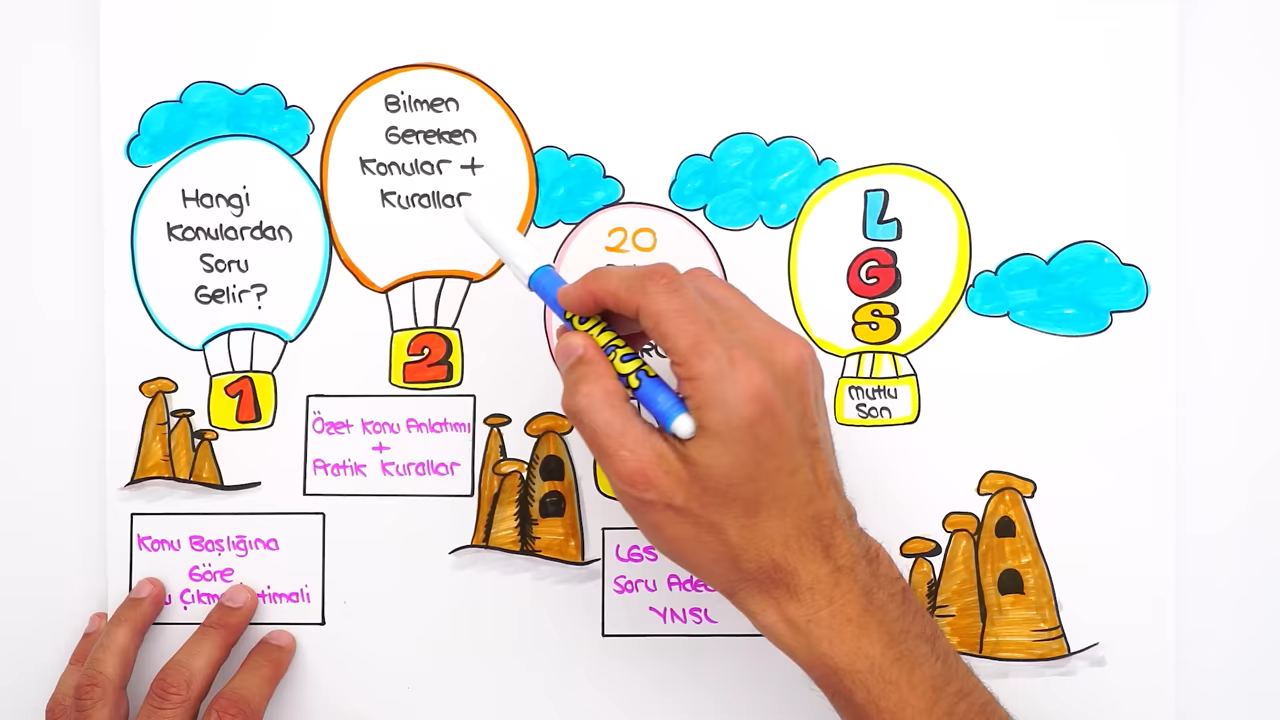 Hangi
Konulardan
Soru
Gelir?
1
Bilmen
Gereken
Konular +
Kurallar
2
20
L
G
S
Mutlu
Son
Özet Konu Anlatımı
+
Pratik Kurallar
Konu Başlığına
Göre
LGS
YNSL
Soru